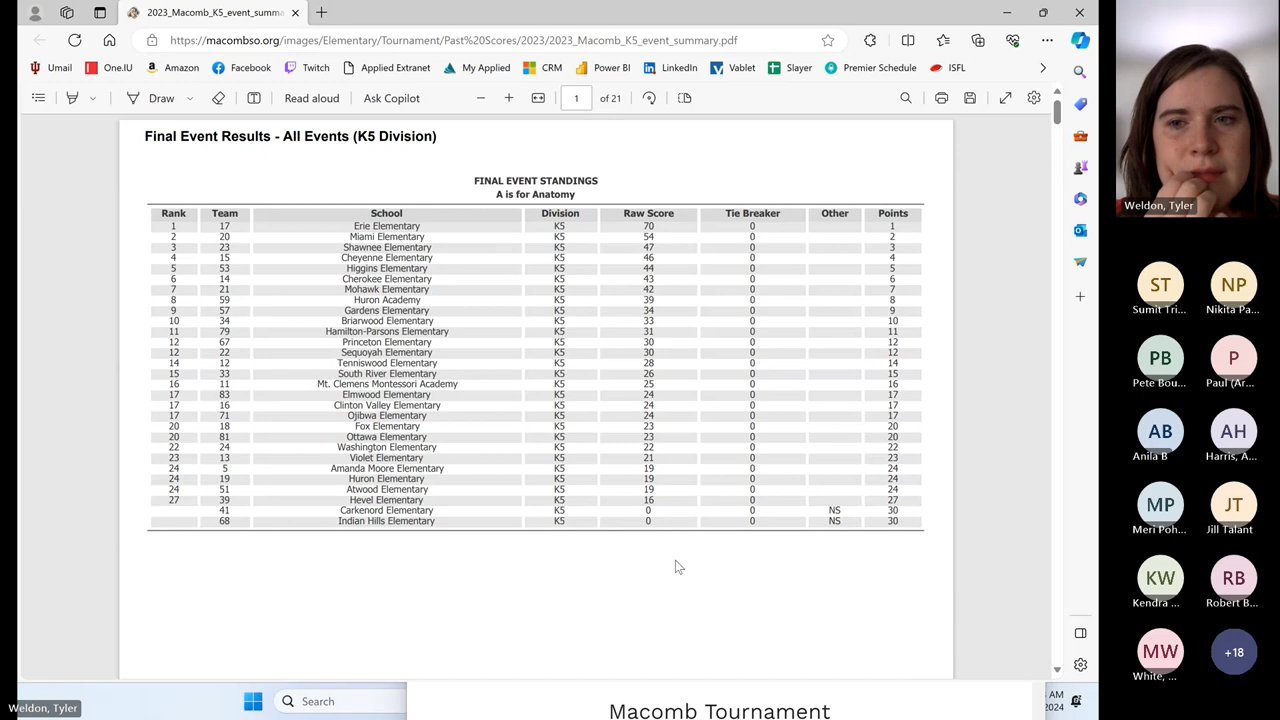 2023_Macomb_K5_event_summa
https://macombso.org/images/Elementary/Tournament/Past%20Scores/2023/2023_Macomb_K5_event_summary.pdf
Umail One.IU Amazon Facebook Twitch Applied Extranet My Applied CRM Power BI LinkedIn Vablet Slayer Premier Schedule ISFL
Draw Read aloud Ask Copilot 1 of 21
Final Event Results - All Events (K5 Division)
FINAL EVENT STANDINGS
A is for Anatomy
Rank Team School Division Raw Score Tie Breaker Other Points
1 17 Erie Elementary K5 70 0 1
2 20 Miami Elementary K5 54 0 2
3 23 Shawnee Elementary K5 47 0 3
4 15 Cheyenne Elementary K5 46 0 4
5 53 Higgins Elementary K5 44 0 5
6 14 Cherokee Elementary K5 43 0 6
7 21 Mohawk Elementary K5 42 0 7
8 59 Huron Academy K5 39 0 8
9 57 Gardens Elementary K5 34 0 9
10 34 Briarwood Elementary K5 33 0 10
11 79 Hamilton-Parsons Elementary K5 31 0 11
12 67 Princeton Elementary K5 30 0 12
12 22 Sequoyah Elementary K5 30 0 12
14 12 Tenniswood Elementary K5 28 0 14
15 33 South River Elementary K5 26 0 15
16 11 Mt. Clemens Montessori Academy K5 25 0 16
17 83 Elmwood Elementary K5 24 0 17
17 16 Clinton Valley Elementary K5 24 0 17
17 71 Ojibwa Elementary K5 24 0 17
20 18 Fox Elementary K5 23 0 20
20 81 Ottawa Elementary K5 23 0 20
22 24 Washington Elementary K5 22 0 22
23 13 Violet Elementary K5 21 0 23
24 5 Amanda Moore Elementary K5 19 0 24
24 19 Huron Elementary K5 19 0 24
24 51 Atwood Elementary K5 19 0 24
27 39 Hevel Elementary K5 16 0 27
41 Carkenord Elementary K5 0 0 NS 30
68 Indian Hills Elementary K5 0 0 NS 30
Search
AM
2024
Macomb Tournament
Weldon, Tyler
Weldon, Tyler
ST NP
Sumit Tri... Nikita Pa...
PB P
Pete Bou... Paul (Ar...
AB AH
Anila B Harris, A...
MP JT
Meri Poh... Jill Talant
KW RB
Kendra ... Robert B...
MW +18
White, ...